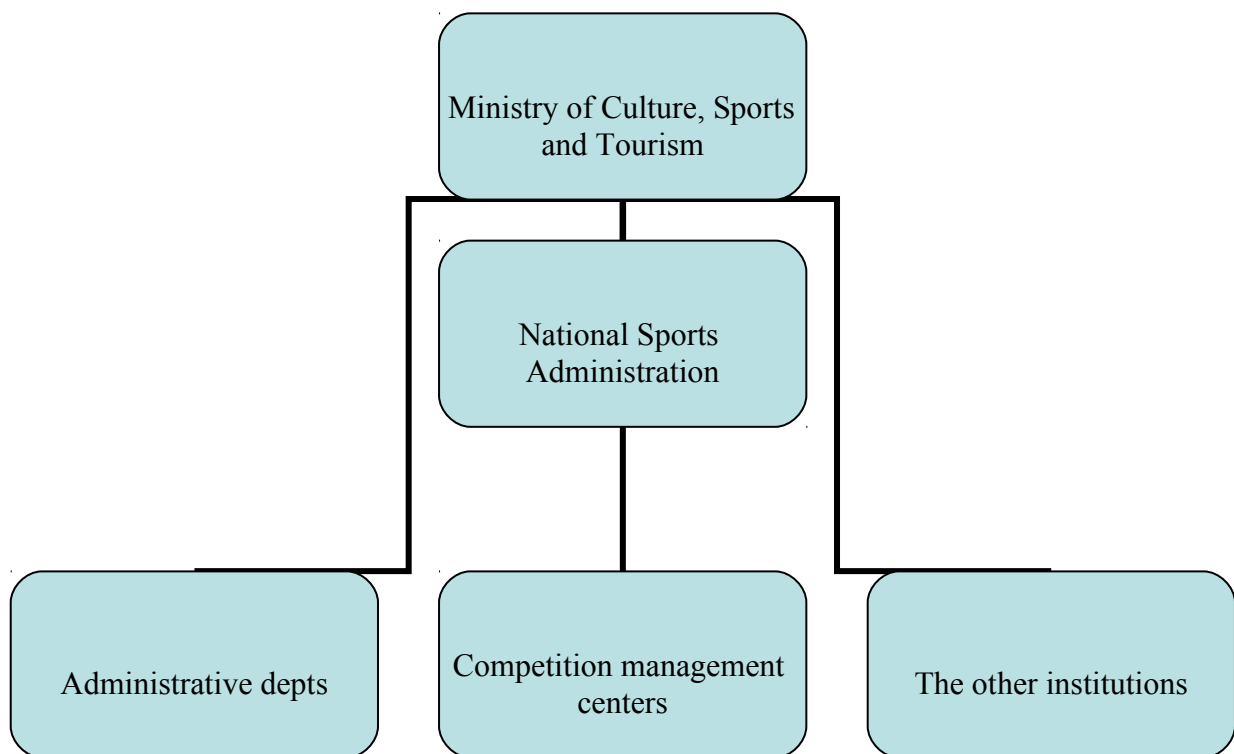 Ministry of Culture, Sports
and Tourism
National Sports
Administration
Administrative depts
Competition management
centers
The other institutions